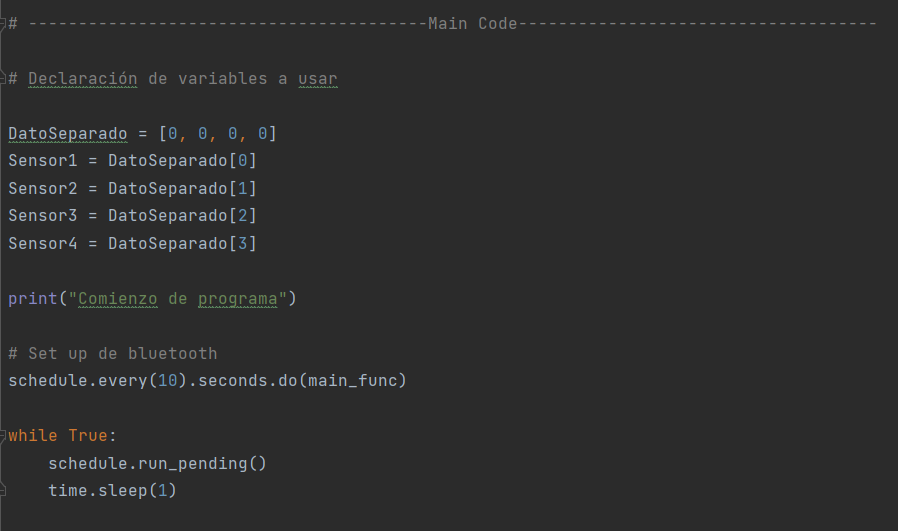 # ----------------------------------------Main Code------------------------------------
# Declaración de variables a usar
DatoSeparado = [0, 0, 0, 0]
Sensor1 = DatoSeparado[0]
Sensor2 = DatoSeparado[1]
Sensor3 = DatoSeparado[2]
Sensor4 = DatoSeparado[3]
print("Comienzo de programa")
# Set up de bluetooth
schedule.every(10).seconds.do(main_func)
while True:
    schedule.run_pending()
    time.sleep(1)